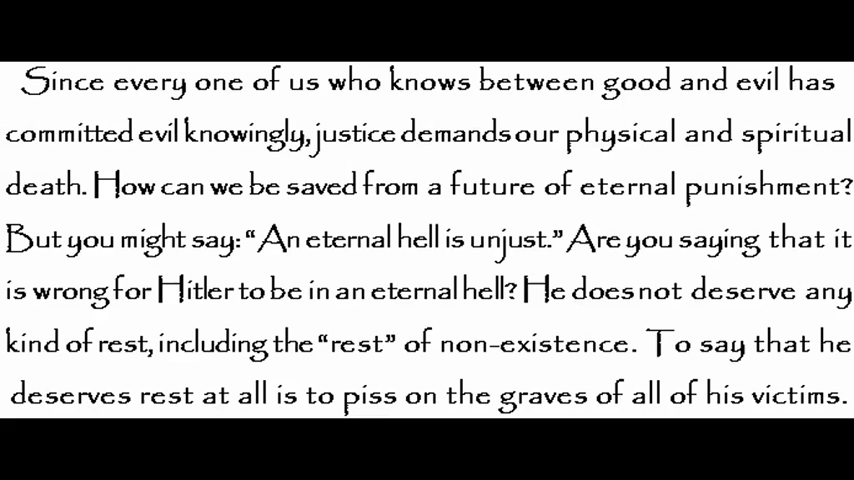 Since every one of us who knows between good and evil has
committed evil knowingly, justice demands our physical and spiritual
death. How can we be saved from a future of eternal punishment?
But you might say: “An eternal hell is unjust.” Are you saying that it
is wrong for Hitler to be in an eternal hell? He does not deserve any
kind of rest, including the “rest” of non-existence. To say that he
deserves rest at all is to piss on the graves of all of his victims.